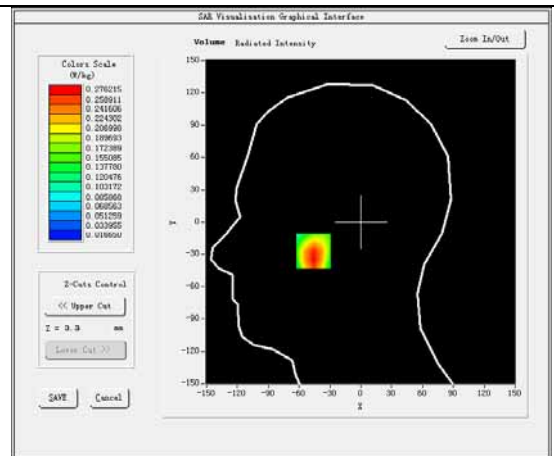 SAR Visualisation Graphical Interface
Volume Radiated Intensity
Zoom In/Out
Colors Scale
(W/kg)
0.276215
0.258911
0.241606
0.224302
0.206998
0.189693
0.172389
0.155085
0.137780
0.120476
0.103172
0.085868
0.068563
0.051259
0.033955
0.016650
Z-Cuts Control
<< Upper Cut
Z = 3.3 mm
Lower Cut >>
SAVE
Cancel
150
120
90
60
30
0
-30
-60
-90
-120
-150
Y
-150 -120 -90 -60 -30 0 30 60 90 120 150
X